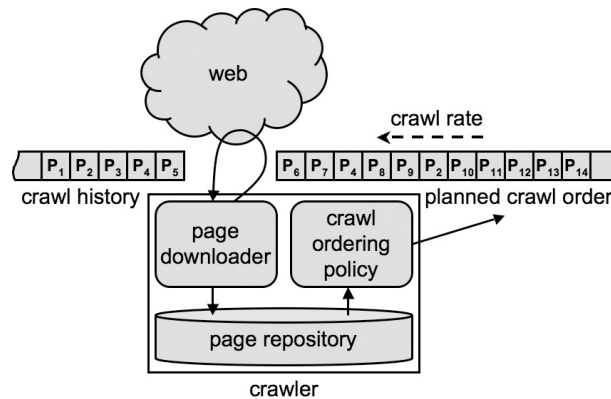 web
crawl rate
P1 P2 P3 P4 P5
P6 P7 P4 P8 P9 P2 P10 P11 P12 P13 P14
crawl history
planned crawl order
page
downloader
crawl
ordering
policy
page repository
crawler